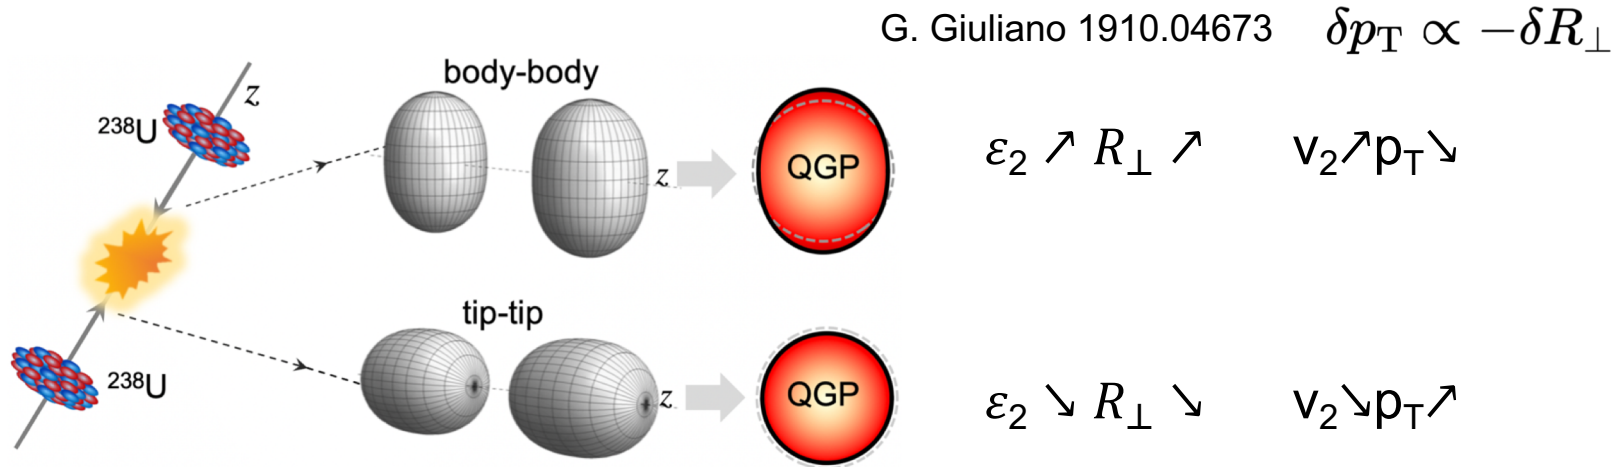 G. Giuliano 1910.04673 δp_T ∝ −δR_⊥
body-body
z
²³⁸U
z
QGP
ε₂ ↗ R_⊥ ↗ v₂↗p_T↘
tip-tip
²³⁸U
z
QGP
ε₂ ↘ R_⊥ ↘ v₂↘p_T↗